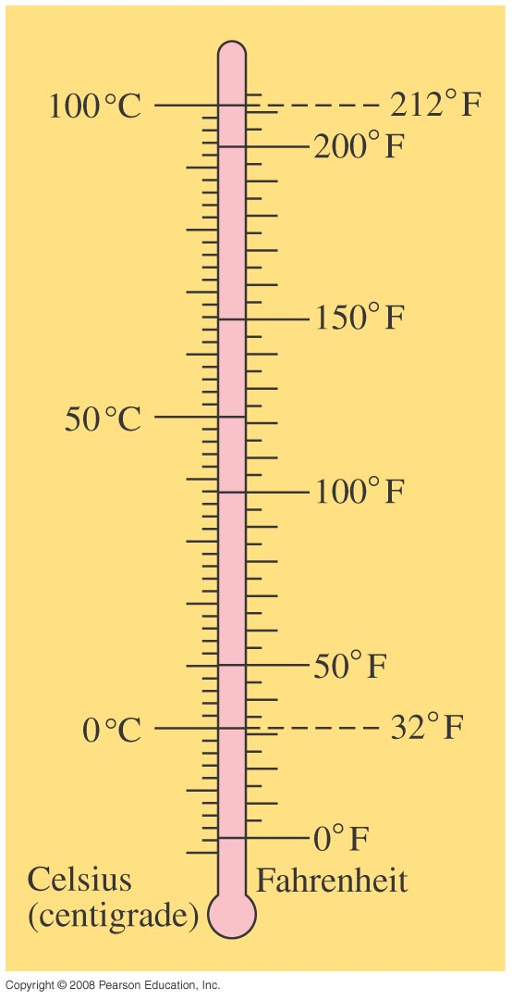 100°C
212°F
200°F
150°F
50°C
100°F
50°F
0°C
32°F
0°F
Celsius
(centigrade)
Fahrenheit
Copyright © 2008 Pearson Education, Inc.